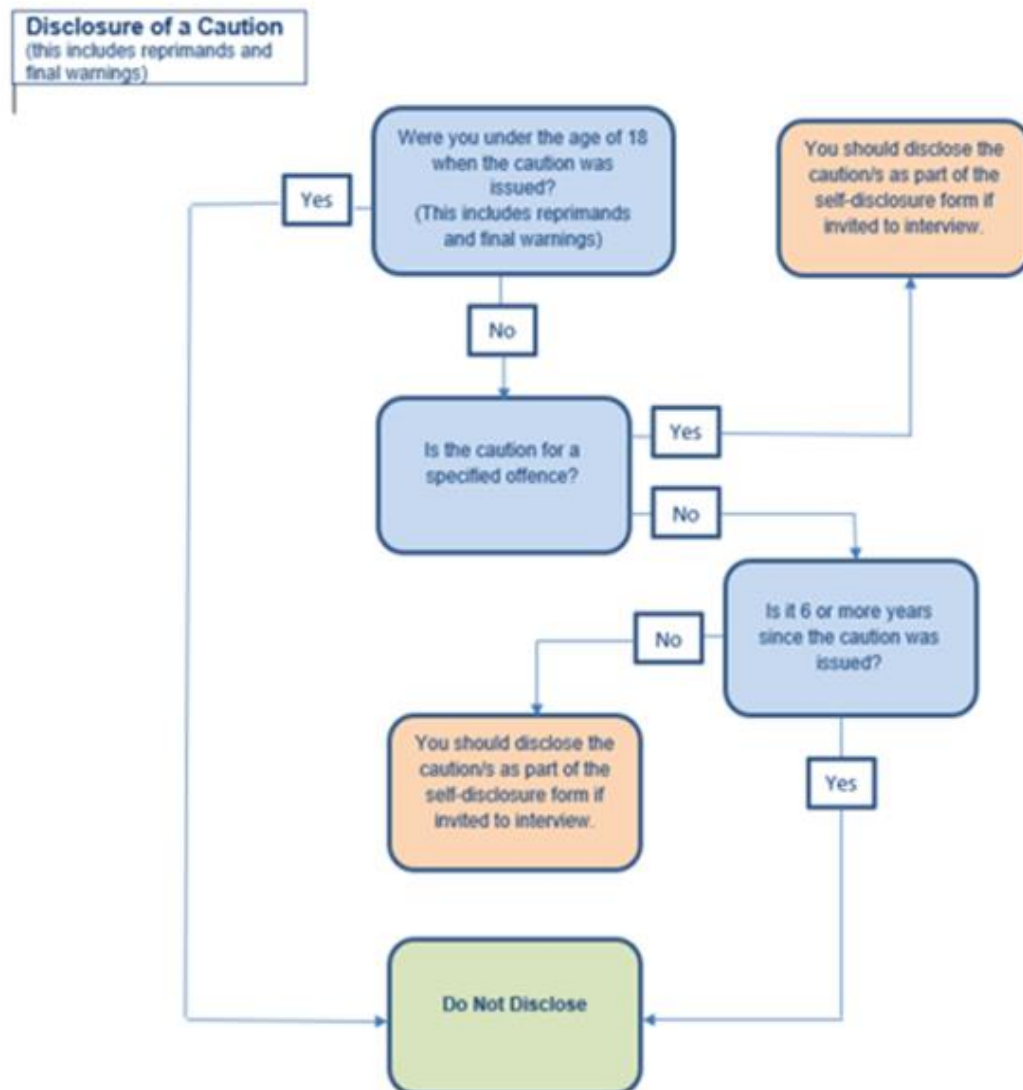 Disclosure of a Caution
(this includes reprimands and
final warnings)
Were you under the age of 18
when the caution was
issued?
(This includes reprimands
and final warnings)
Yes
You should disclose the
caution/s as part of the
self-disclosure form if
invited to interview.
No
Is the caution for a
specified offence?
Yes
No
Is it 6 or more years
since the caution was
issued?
No
You should disclose the
caution/s as part of the
self-disclosure form if
invited to interview.
Yes
Do Not Disclose